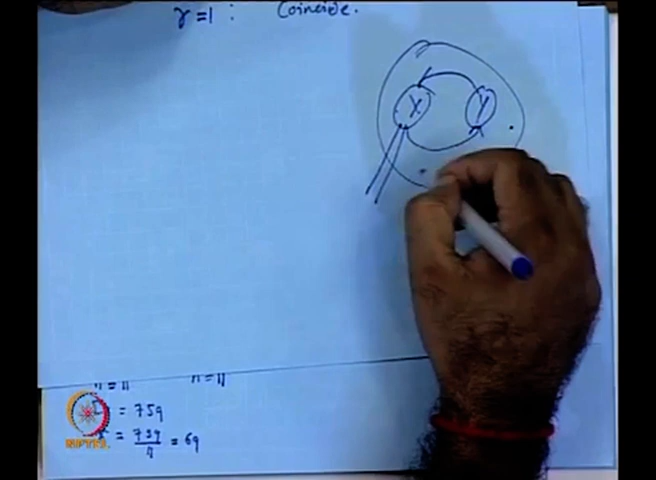 γ = 1 : Coincide.
X Y
n = 11 n = 11
= 759
= 759/11 = 69
NPTEL